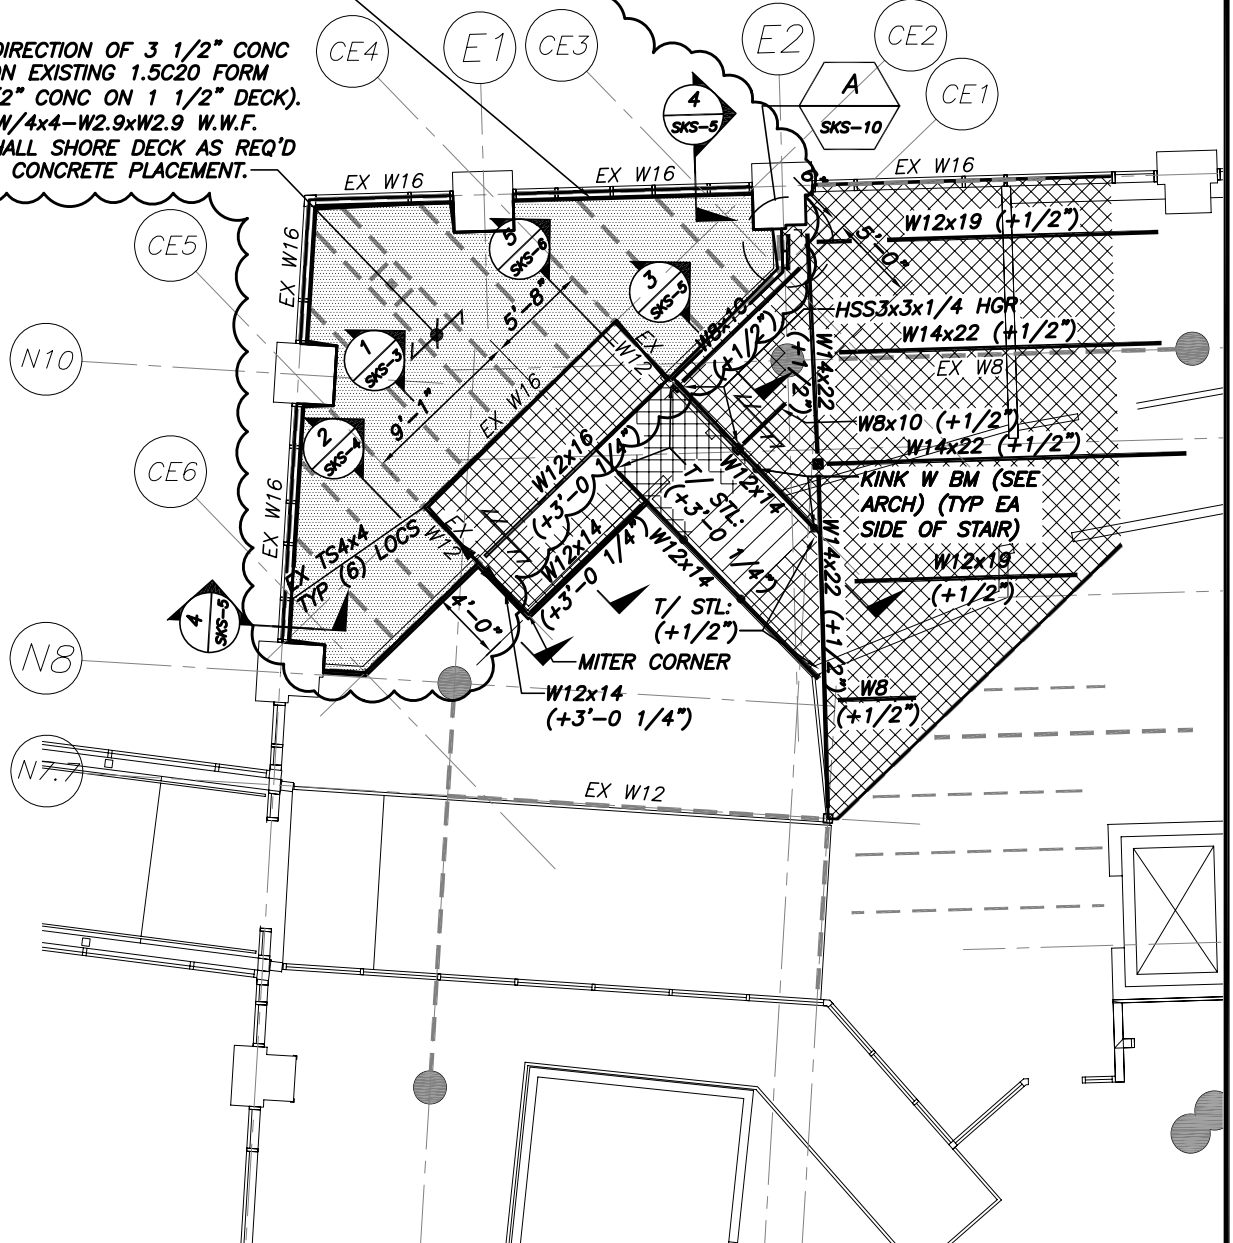 DIRECTION OF 3 1/2" CONC
ON EXISTING 1.5C20 FORM
/2" CONC ON 1 1/2" DECK).
W/4x4-W2.9xW2.9 W.W.F.
HALL SHORE DECK AS REQ'D
CONCRETE PLACEMENT.
CE4
E1
CE3
E2
CE2
CE1
4
SKS-5
A
SKS-10
EX W16
EX W16
EX W16
6"
CE5
EX W16
5
SKS-6
3
SKS-5
W12x19 (+1/2")
5'-0"
5'-8"
HSS3x3x1/4 HGR
W14x22 (+1/2")
EX W8
N10
1
SKS-3
9'-1"
EX W16
EX W12
W8x10
(+1/2")
W14x22
(+1/2")
W8x10 (+1/2")
W14x22 (+1/2")
CE6
2
SKS-4
EX W16
W12x16
(+3'-0 1/4")
T/ STL:
(+3'-0 1/4")
W12x14
KINK W BM (SEE
ARCH) (TYP EA
SIDE OF STAIR)
EX TS4x4
TYP (6) LOCS
EX W12
W12x14
(+3'-0 1/4")
W12x14
W14x22 (+1/2")
W12x19
(+1/2")
4
SKS-5
4'-0"
T/ STL:
(+1/2")
N8
MITER CORNER
W12x14
(+3'-0 1/4")
W8
(+1/2")
N7.7
EX W12